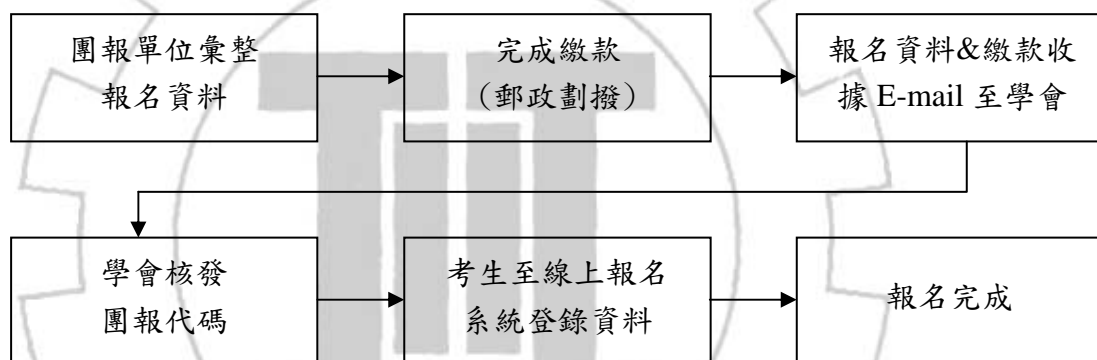 團報單位彙整
報名資料
完成繳款
（郵政劃撥）
報名資料&繳款收
據 E-mail 至學會
學會核發
團報代碼
考生至線上報名
系統登錄資料
報名完成